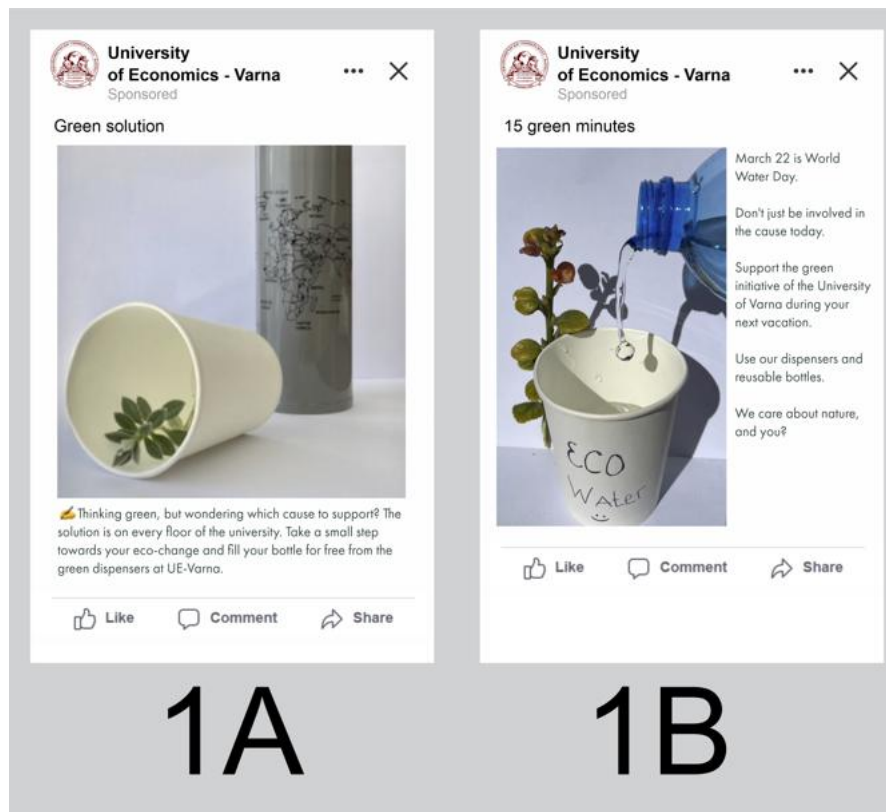 University
of Economics - Varna
Sponsored
Green solution
✍️Thinking green, but wondering which cause to support? The
solution is on every floor of the university. Take a small step
towards your eco-change and fill your bottle for free from the
green dispensers at UE-Varna.
Like Comment Share
1A
University
of Economics - Varna
Sponsored
15 green minutes
ECO
Water
March 22 is World
Water Day.
Don't just be involved in
the cause today.
Support the green
initiative of the University
of Varna during your
next vacation.
Use our dispensers and
reusable bottles.
We care about nature,
and you?
Like Comment Share
1B